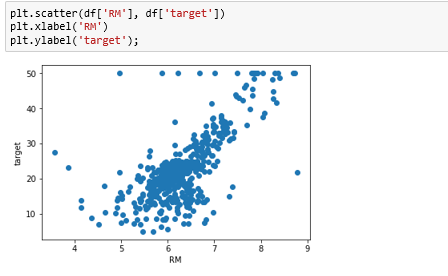 plt.scatter(df['RM'], df['target'])
plt.xlabel('RM')
plt.ylabel('target');
50
40
30
20
10
target
4 5 6 7 8 9
RM